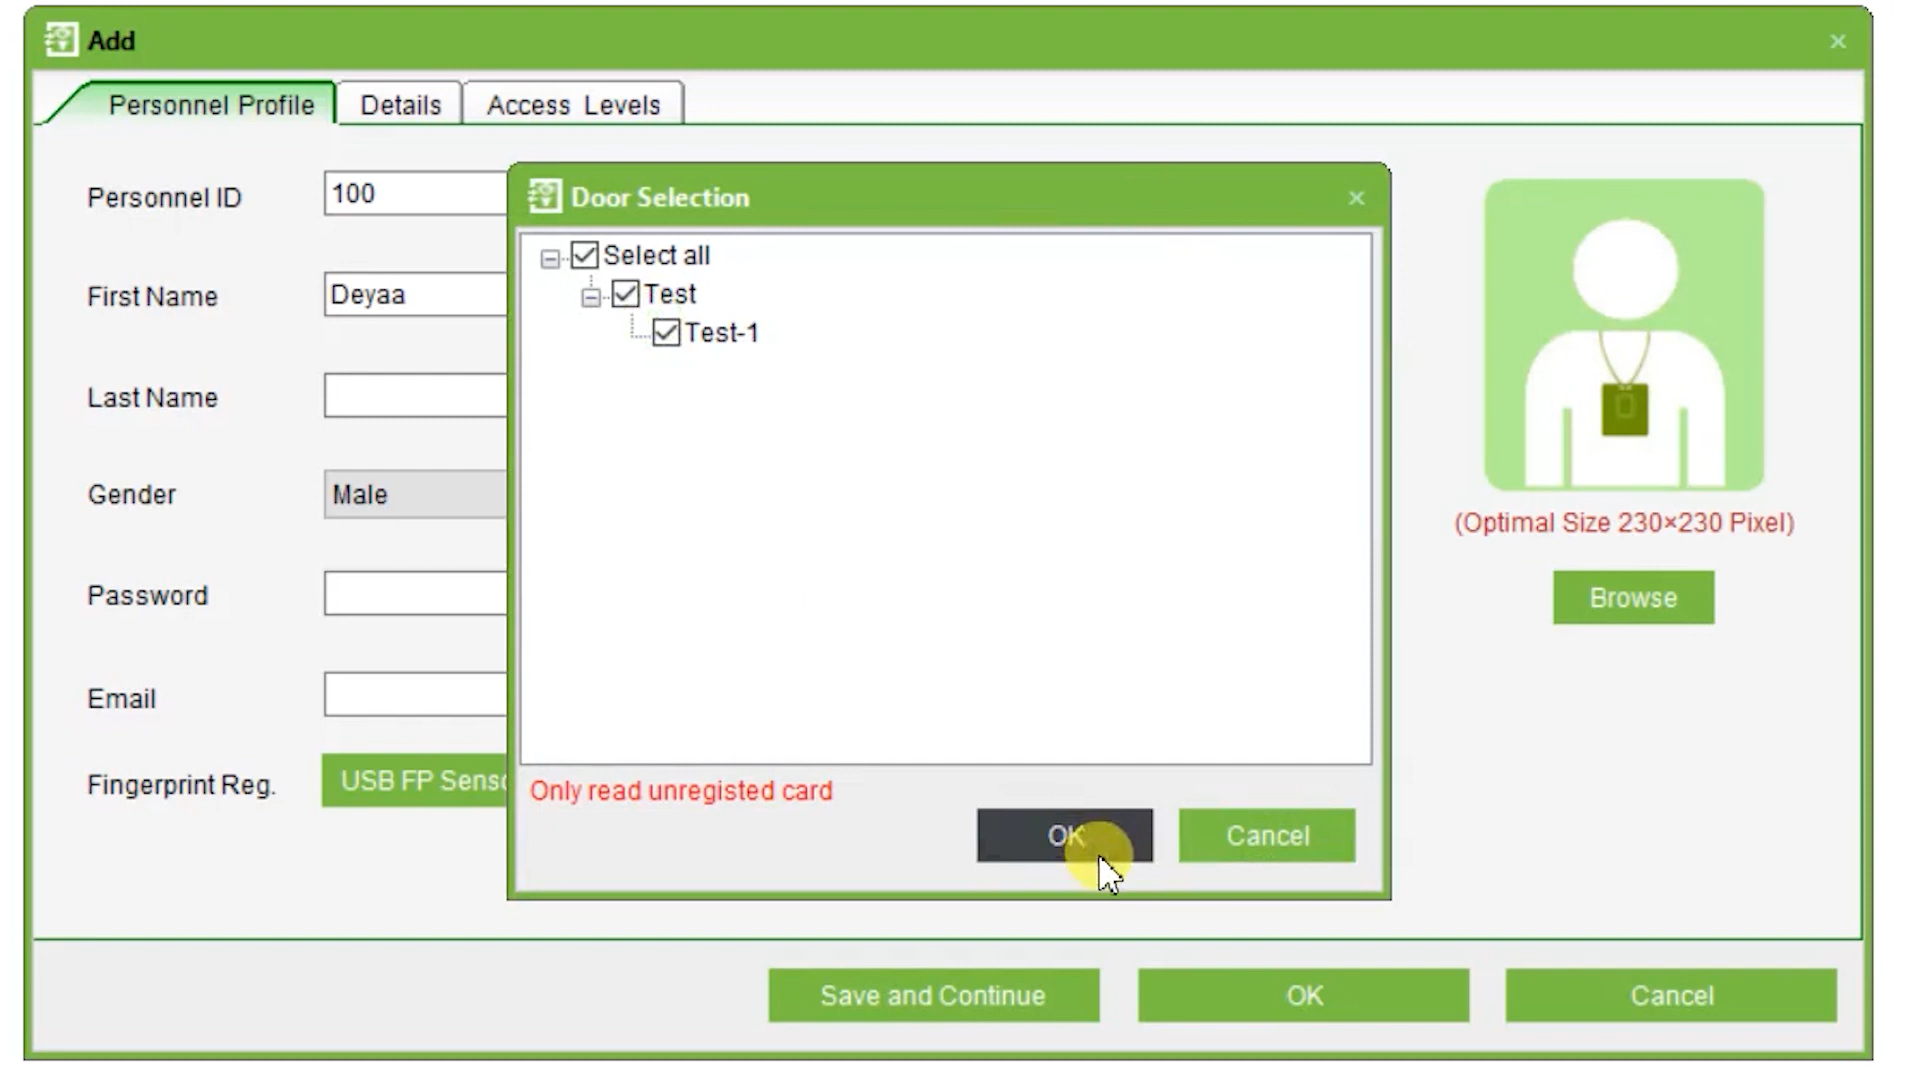 Add
Personnel Profile
Details
Access Levels
Personnel ID
100
First Name
Deyaa
Last Name
Gender
Male
Password
Email
Fingerprint Reg.
USB FP
Door Selection
Select all
Test
Test-1
Only read unregisted card
OK
Cancel
(Optimal Size 230×230 Pixel)
Browse
Save and Continue
OK
Cancel